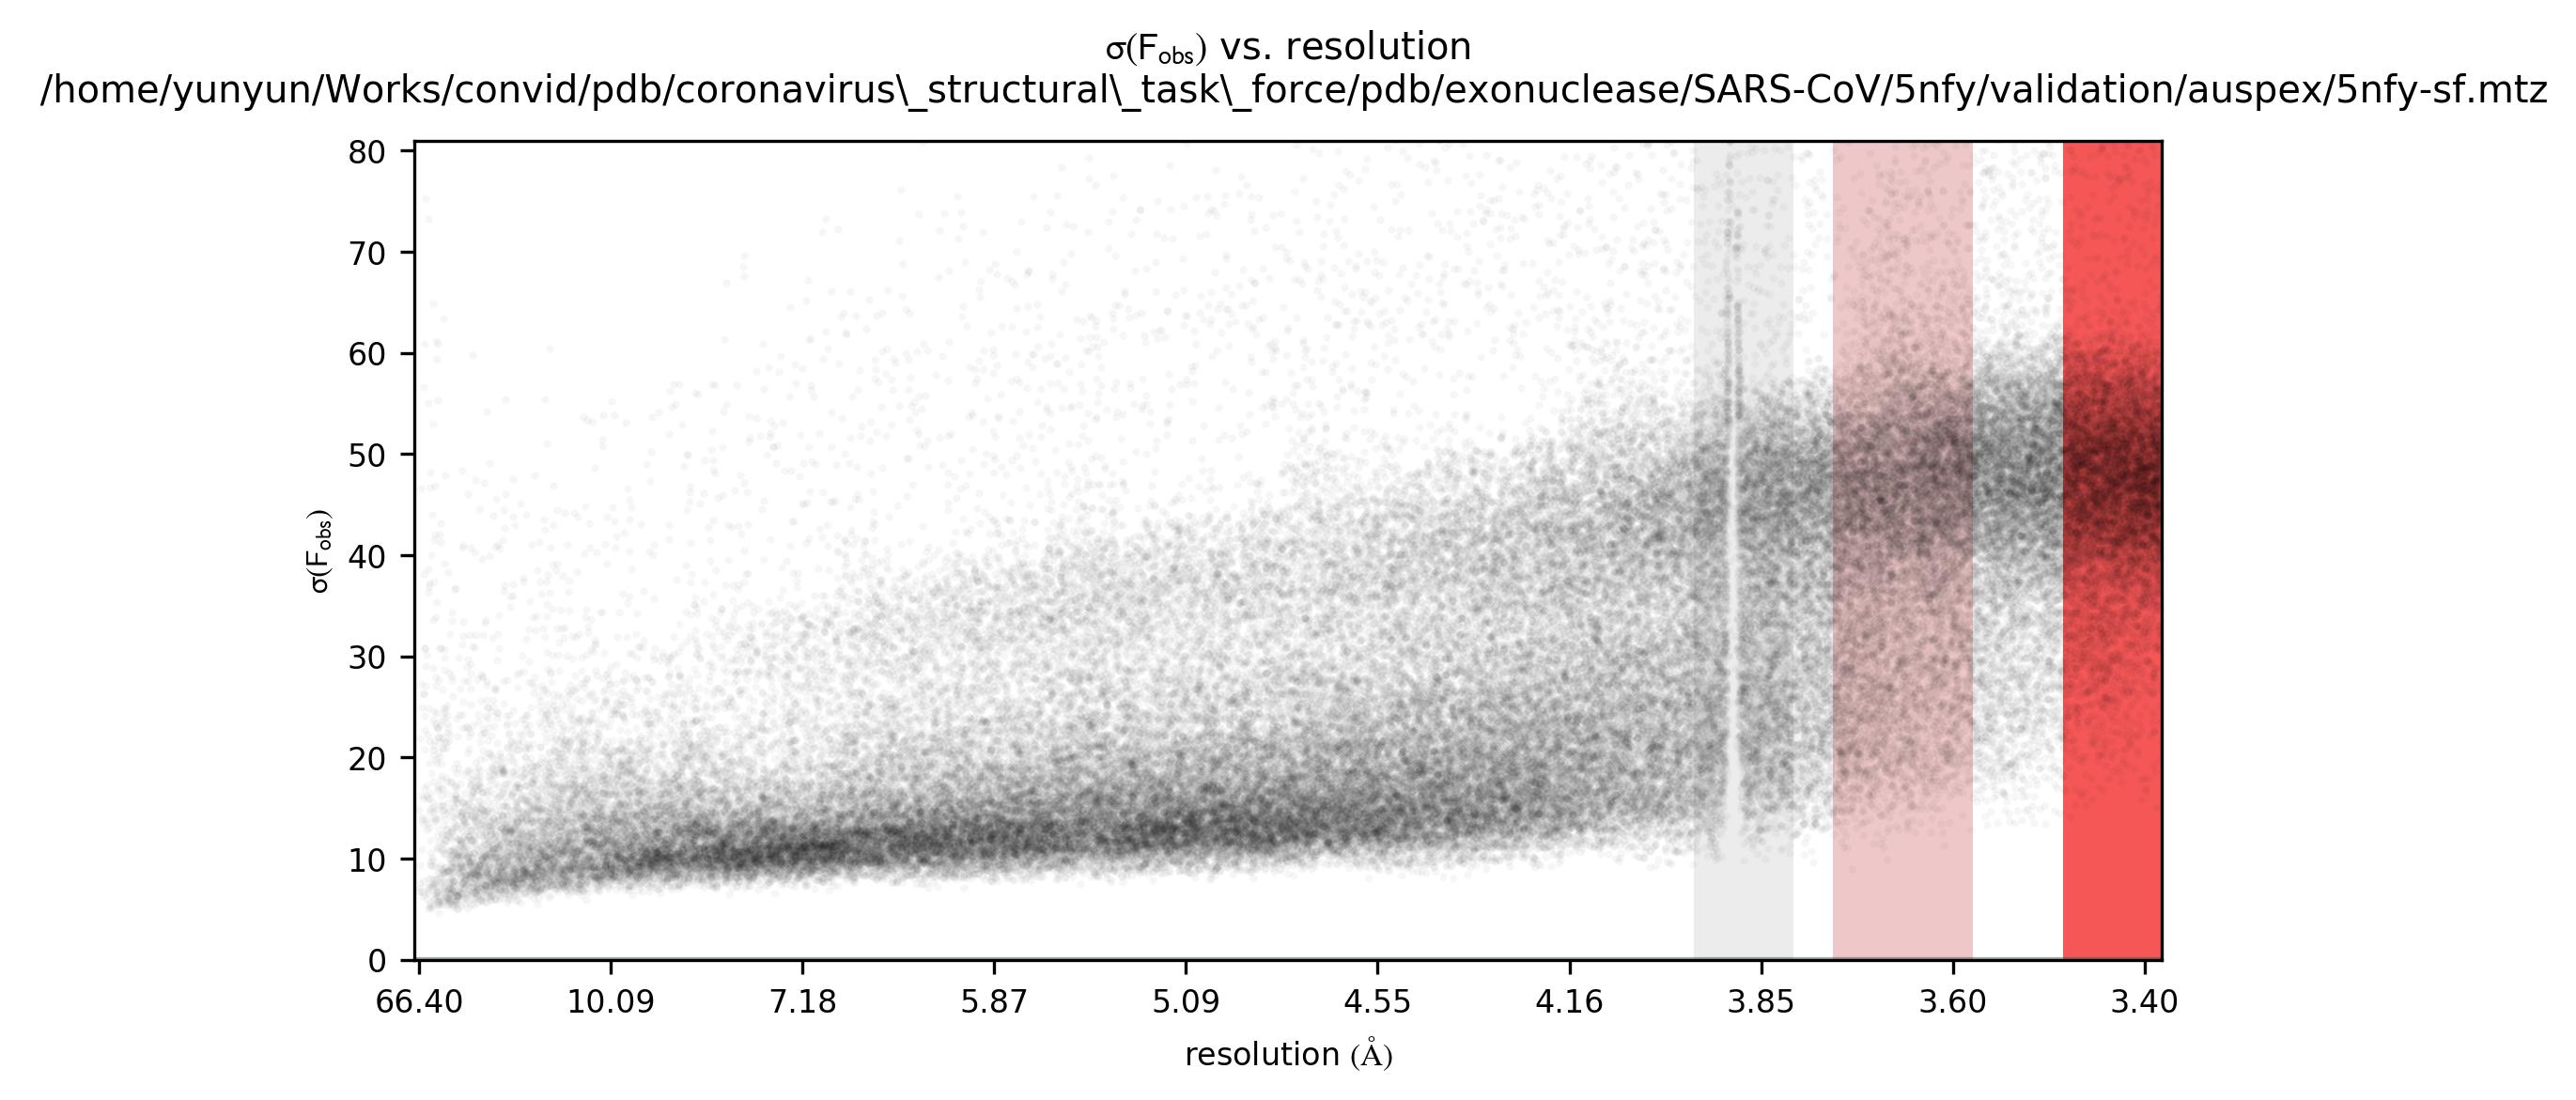 σ(Fobs) vs. resolution
/home/yunyun/Works/convid/pdb/coronavirus\_structural\_task\_force/pdb/exonuclease/SARS-CoV/5nfy/validation/auspex/5nfy-sf.mtz
80
70
60
50
40
30
20
10
0
σ(Fobs)
66.40 10.09 7.18 5.87 5.09 4.55 4.16 3.85 3.60 3.40
resolution (Å)